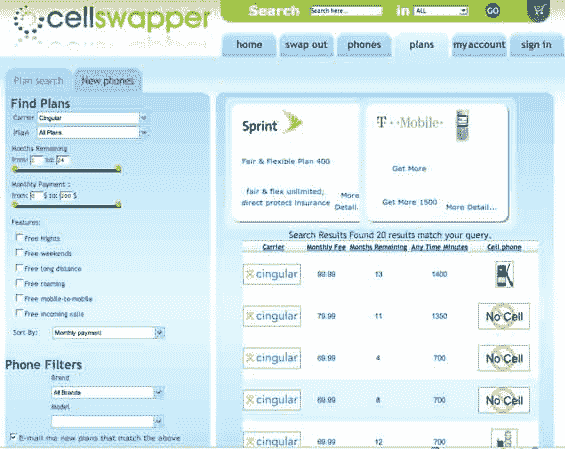 cellswapper
Search Search here... in ALL GO
home swap out phones plans my account sign in
Plan search New phones
Find Plans
Carrier Cingular
Plan All Plans
Months Remaining
from: to: 24
Monthly Payment :
from: 0 $ to: 200 $
Features:
Free Nights
Free weekends
Free long distance
Free roaming
Free mobile-to-mobile
Free incoming calls
Sort By: Monthly payment
Phone Filters
Brand
All Brands
Model
E-mail me new plans that match the above
Sprint
Fair & Flexible Plan 400
fair & flex unlimited;
direct protect insurance
More
Detail...
T-Mobile
Get More
Get More 1500 More Detail...
Search Results Found 20 results match your query.
Carrier Monthly Fee Months Remaining Any Time Minutes Cell phone
cingular 99.99 13 1400
cingular 79.99 11 1350 No Cell
cingular 69.99 4 700 No Cell
cingular 69.99 8 700 No Cell
cingular 69.99 12 700